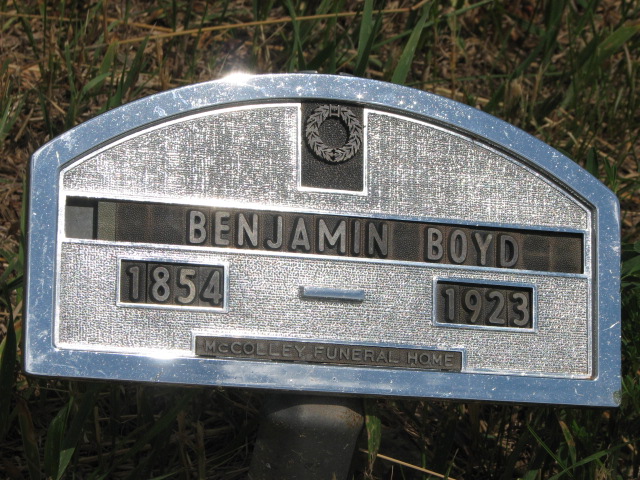 BENJAMIN BOYD
1854 - 1923
McCOLLEY FUNERAL HOME